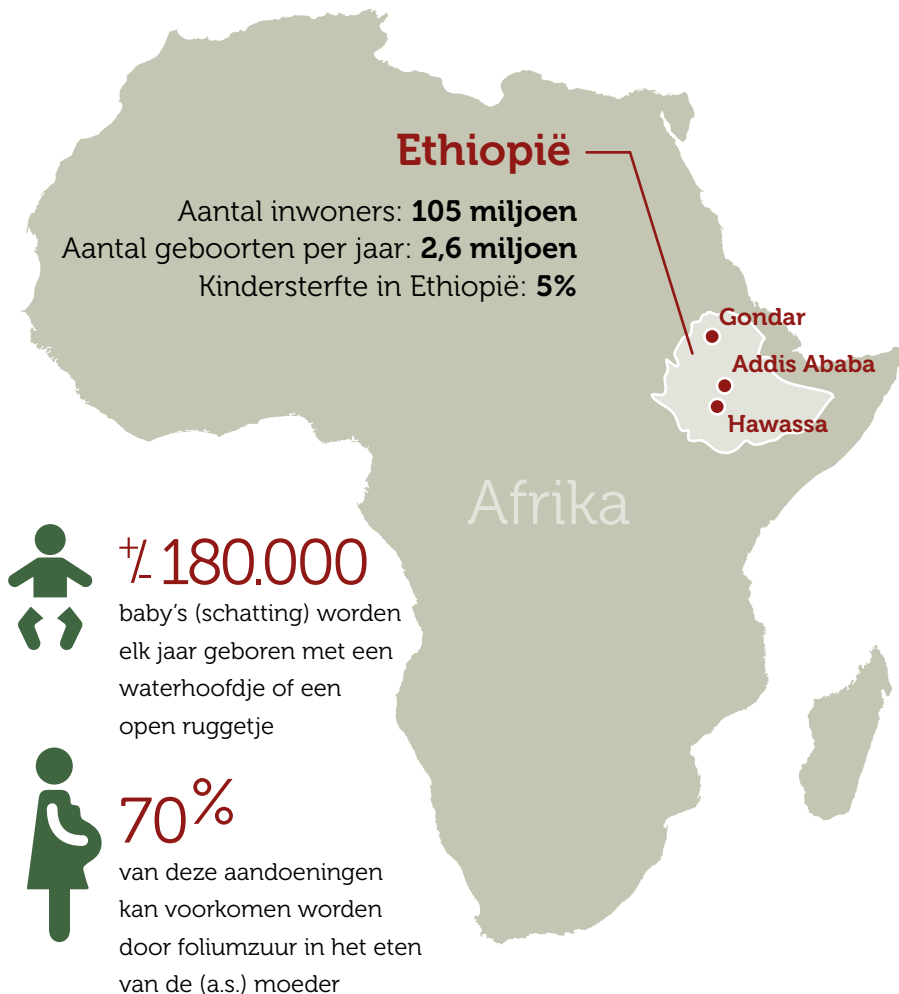 Ethiopië
Aantal inwoners: 105 miljoen
Aantal geboorten per jaar: 2,6 miljoen
Kindersterfte in Ethiopië: 5%
Gondar
Addis Ababa
Hawassa
Afrika
+/- 180.000
baby's (schatting) worden
elk jaar geboren met een
waterhoofdje of een
open ruggetje
70%
van deze aandoeningen
kan voorkomen worden
door foliumzuur in het eten
van de (a.s.) moeder